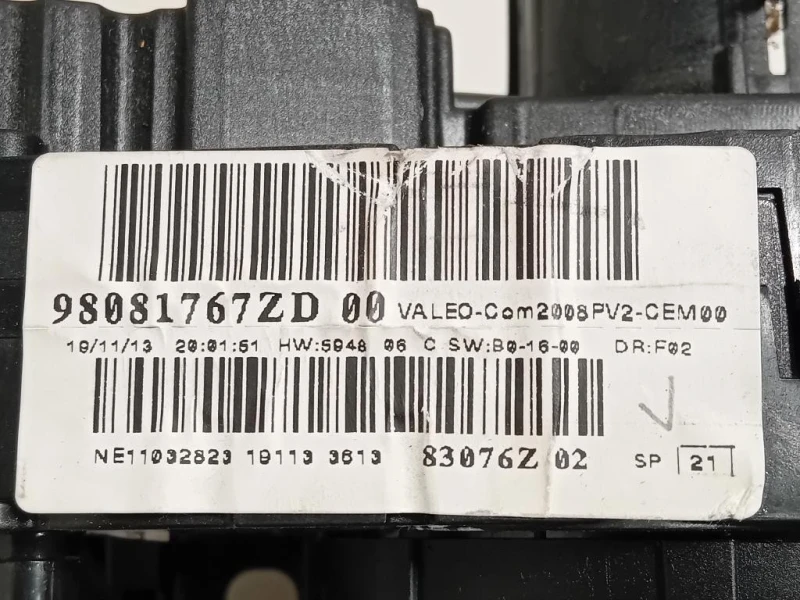 98081767ZD 00 VALEO-Com2008PV2-CEM00
19/11/13 20:01:51 HW:5948 06 C SW:B0-16-00 DR:F02
NE11032823 19113 3613 83076Z 02 SP 21